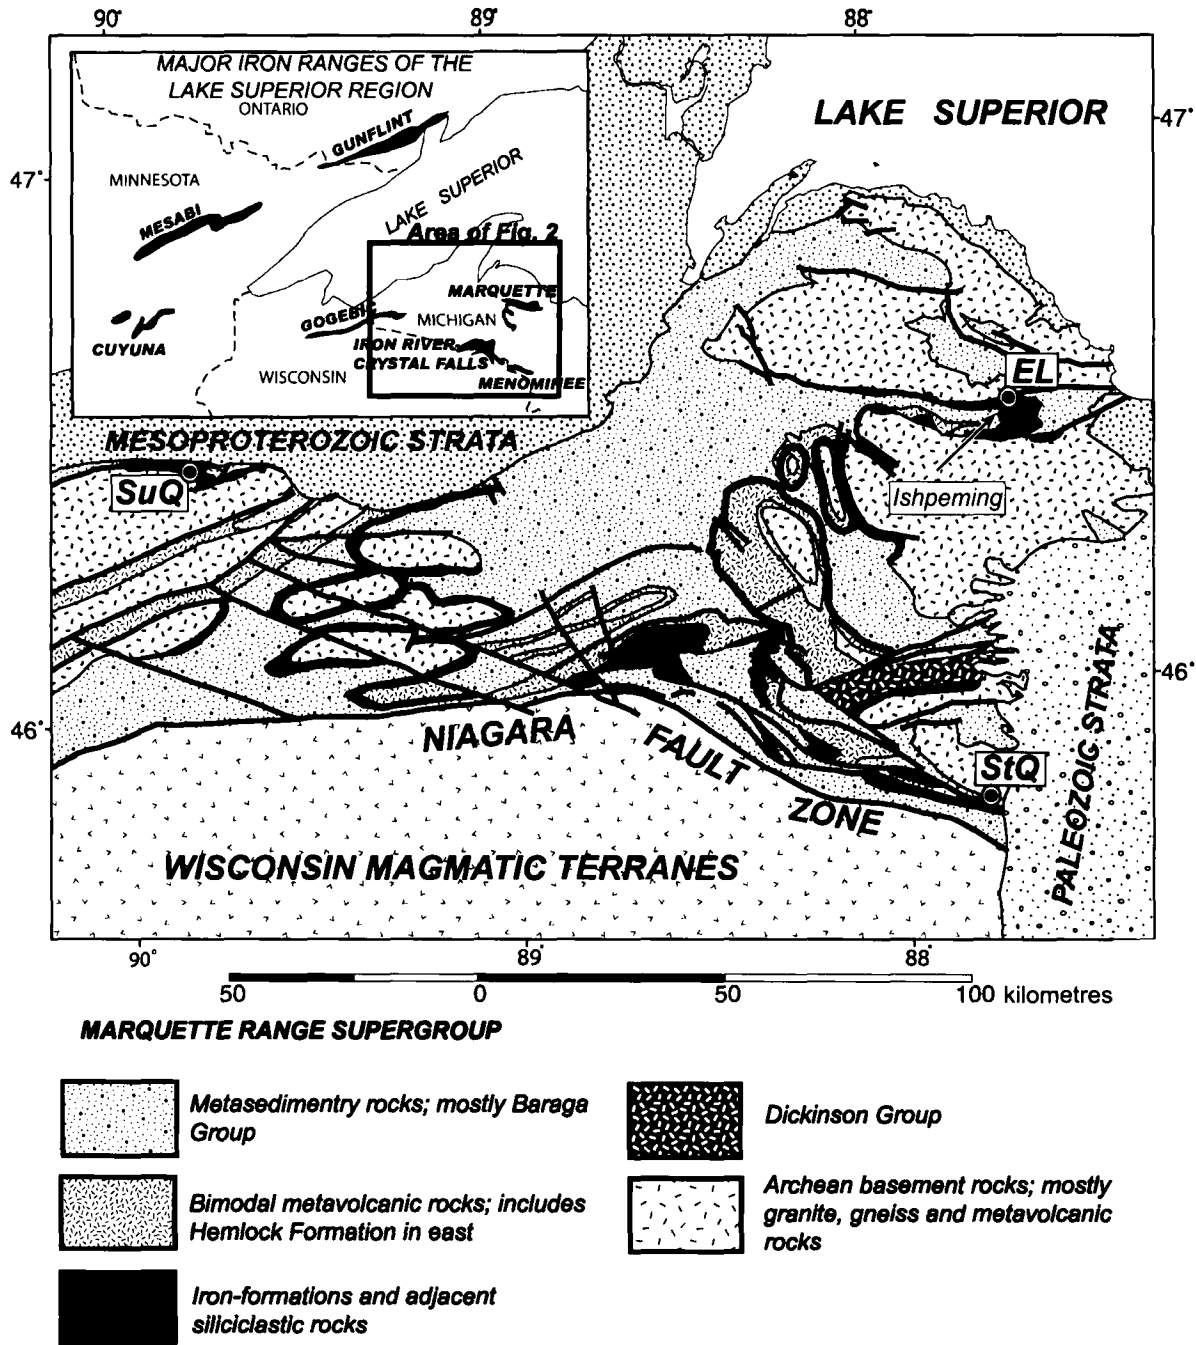 90°
89°
88°
MAJOR IRON RANGES OF THE
LAKE SUPERIOR REGION
ONTARIO
GUNFLINT
MINNESOTA
MESABI
LAKE SUPERIOR
Area of Fig. 2
MARQUETTE
GOGEBIC
MICHIGAN
IRON RIVER
CRYSTAL FALLS
CUYUNA
WISCONSIN
MENOMINEE
LAKE SUPERIOR
47°
47°
EL
MESOPROTEROZOIC STRATA
SuQ
Ishpeming
46°
46°
NIAGARA
FAULT
ZONE
StQ
PALEOZOIG STRATA
WISCONSIN MAGMATIC TERRANES
90°
89°
88°
50
0
50
100 kilometres
MARQUETTE RANGE SUPERGROUP
Metasedimentry rocks; mostly Baraga
Group
Bimodal metavolcanic rocks; includes
Hemlock Formation in east
Iron-formations and adjacent
siliciclastic rocks
Dickinson Group
Archean basement rocks; mostly
granite, gneiss and metavolcanic
rocks